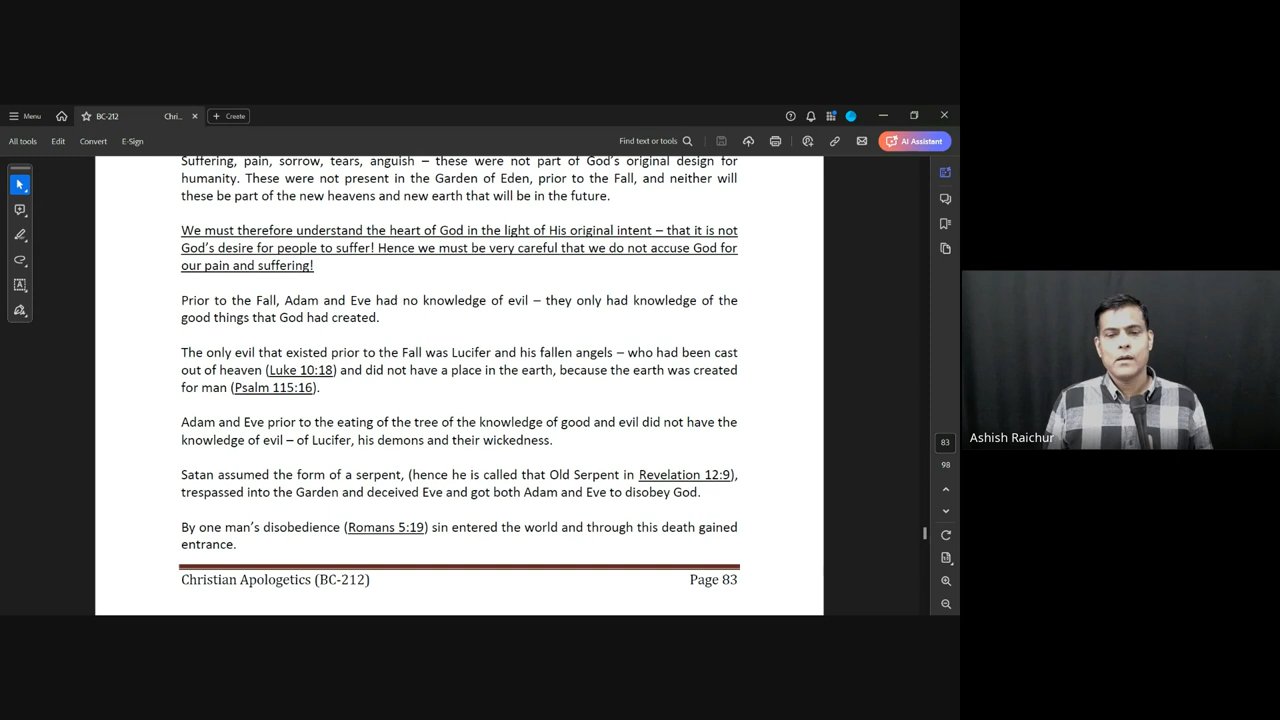 Menu
BC-212
Chri...
Create
All tools
Edit
Convert
E-Sign
Find text or tools
AI Assistant
Suffering, pain, sorrow, tears, anguish – these were not part of God's original design for
humanity. These were not present in the Garden of Eden, prior to the Fall, and neither will
these be part of the new heavens and new earth that will be in the future.
We must therefore understand the heart of God in the light of His original intent – that it is not
God's desire for people to suffer! Hence we must be very careful that we do not accuse God for
our pain and suffering!
Prior to the Fall, Adam and Eve had no knowledge of evil – they only had knowledge of the
good things that God had created.
The only evil that existed prior to the Fall was Lucifer and his fallen angels – who had been cast
out of heaven (Luke 10:18) and did not have a place in the earth, because the earth was created
for man (Psalm 115:16).
Adam and Eve prior to the eating of the tree of the knowledge of good and evil did not have the
knowledge of evil – of Lucifer, his demons and their wickedness.
Satan assumed the form of a serpent, (hence he is called that Old Serpent in Revelation 12:9),
trespassed into the Garden and deceived Eve and got both Adam and Eve to disobey God.
By one man's disobedience (Romans 5:19) sin entered the world and through this death gained
entrance.
Christian Apologetics (BC-212)
Page 83
83
98
Ashish Raichur